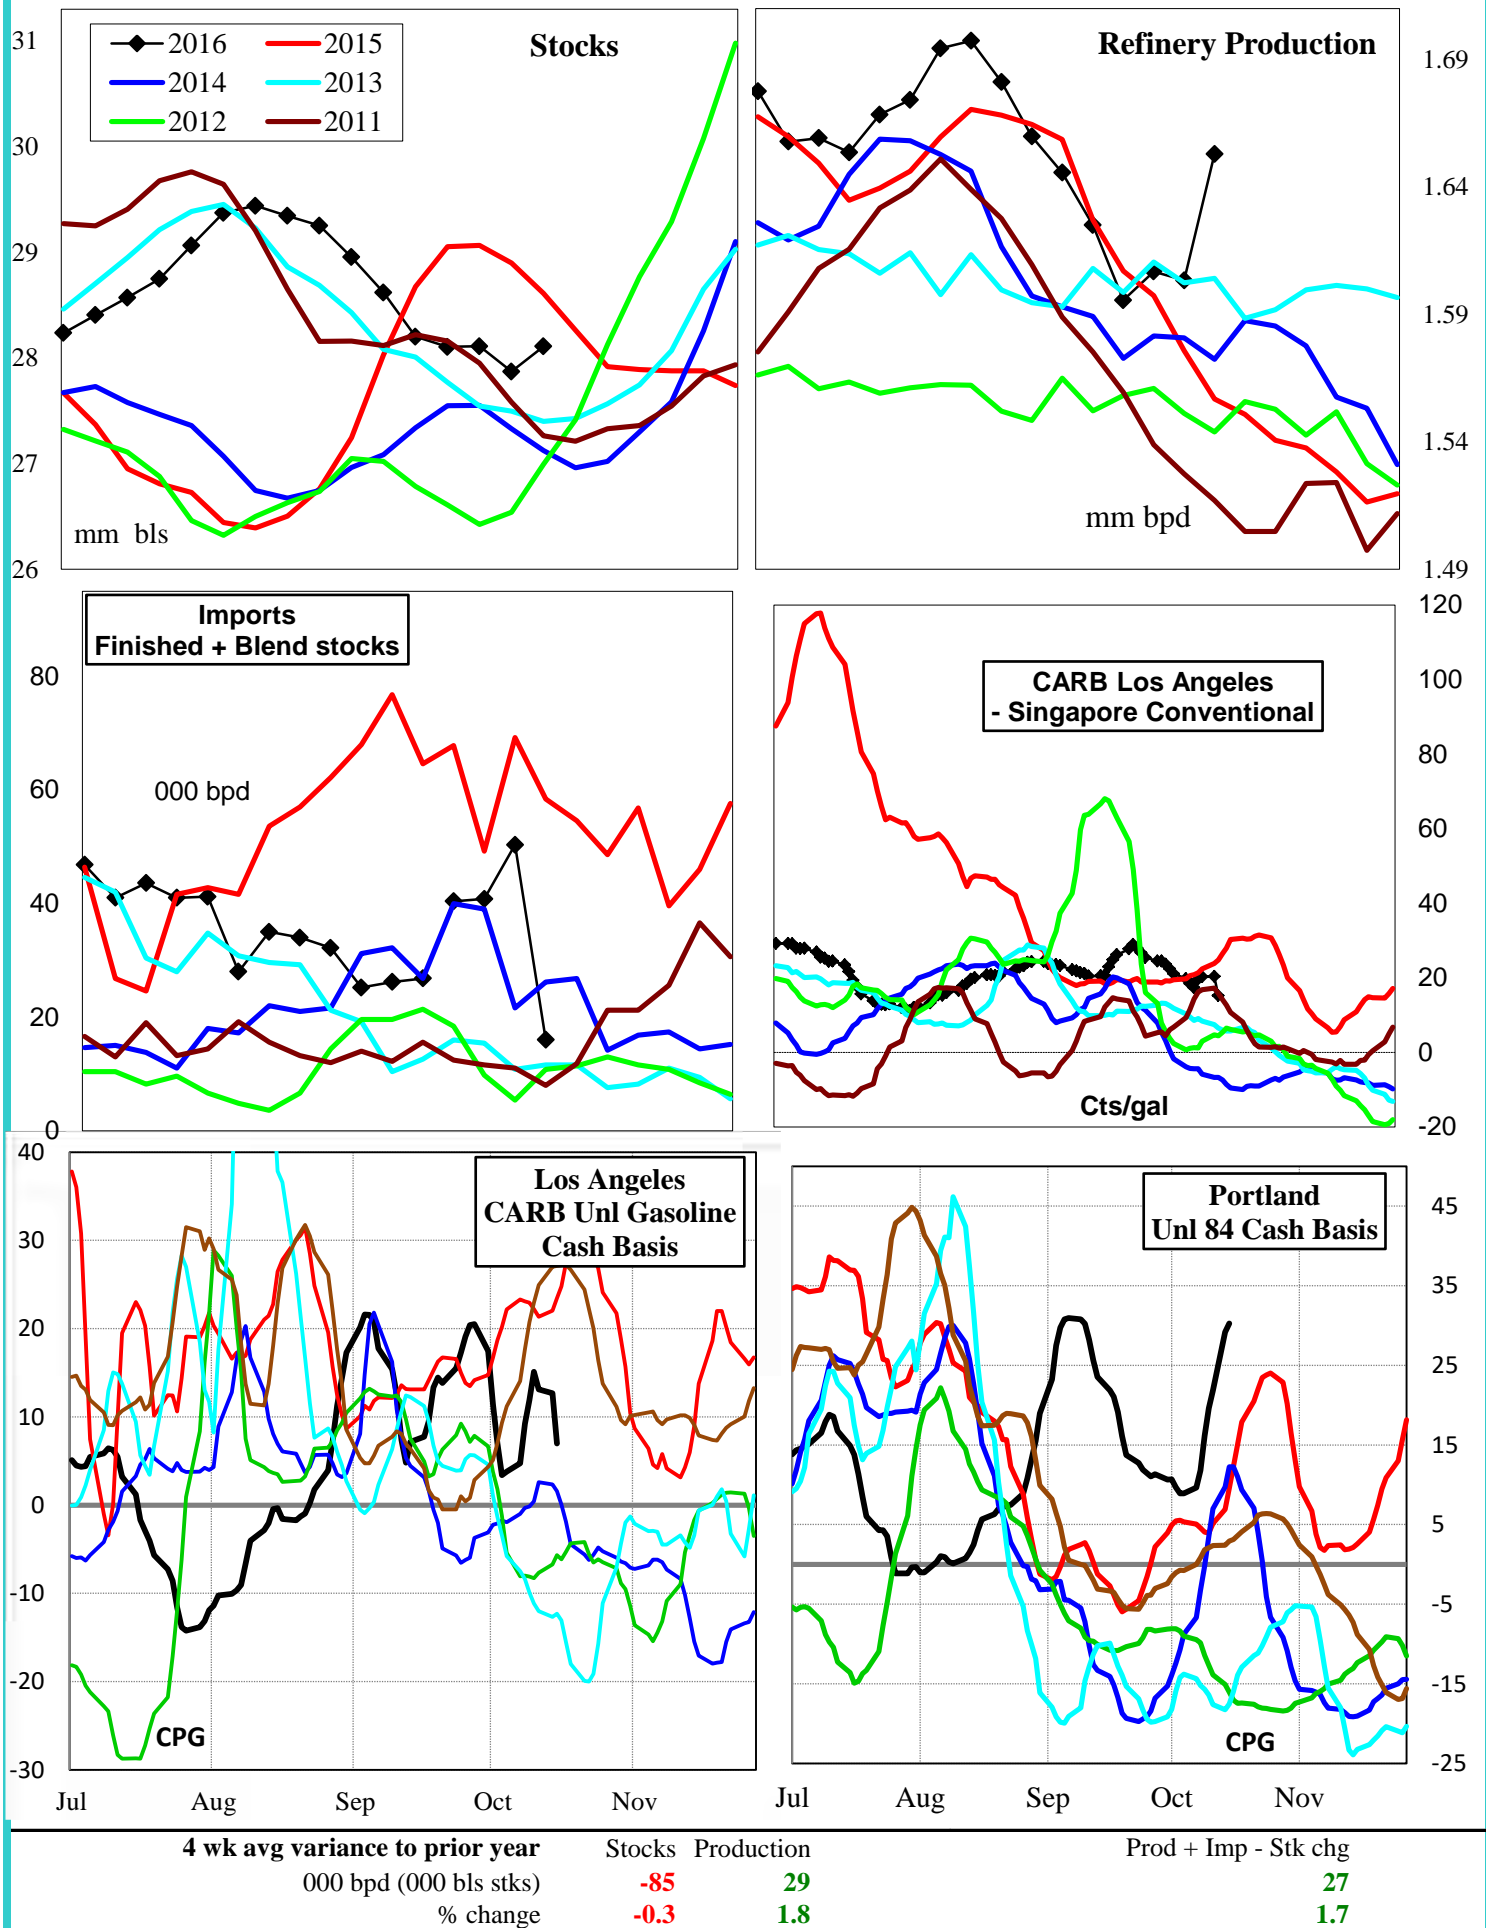 Stocks
2016
2015
2014
2013
2012
2011
31
30
29
28
27
26
mm bls
Refinery Production
1.69
1.64
1.59
1.54
1.49
mm bpd
Imports
Finished + Blend stocks
000 bpd
80
60
40
20
0
CARB Los Angeles
- Singapore Conventional
120
100
80
60
40
20
0
-20
Cts/gal
Los Angeles
CARB Unl Gasoline
Cash Basis
40
30
20
10
0
-10
-20
-30
CPG
Jul Aug Sep Oct Nov
Portland
Unl 84 Cash Basis
45
35
25
15
5
-5
-15
-25
CPG
Jul Aug Sep Oct Nov
4 wk avg variance to prior year Stocks Production Prod + Imp - Stk chg
000 bpd (000 bls stks) -85 29 27
% change -0.3 1.8 1.7